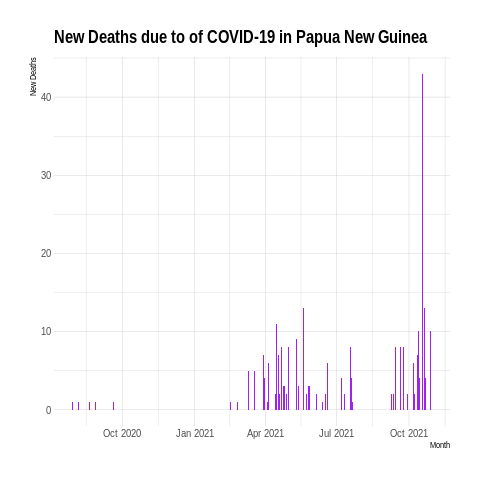 New Deaths due to of COVID-19 in Papua New Guinea
New Deaths
40
30
20
10
0
Oct 2020 Jan 2021 Apr 2021 Jul 2021 Oct 2021
Month